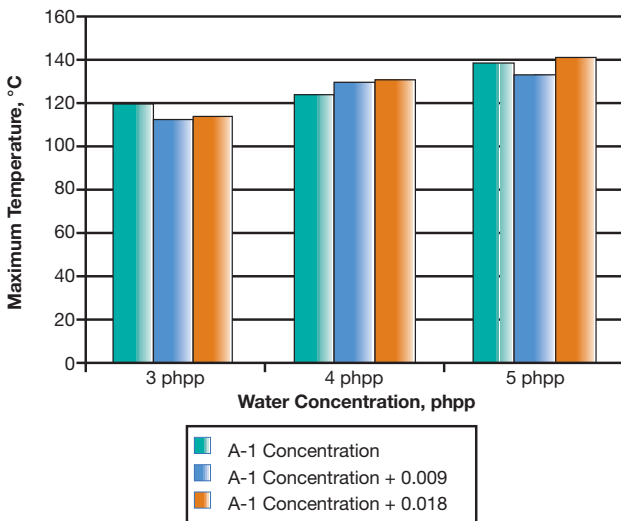 160
140
120
100
80
60
40
20
0
Maximum Temperature, °C
3 phpp 4 phpp 5 phpp
Water Concentration, phpp
A-1 Concentration
A-1 Concentration + 0.009
A-1 Concentration + 0.018